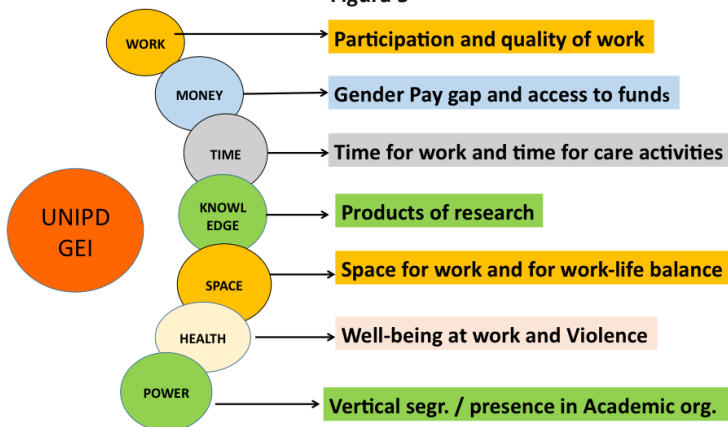 WORK
Participation and quality of work
MONEY
Gender Pay gap and access to funds
TIME
Time for work and time for care activities
KNOWL
EDGE
Products of research
UNIPD
GEI
SPACE
Space for work and for work-life balance
HEALTH
Well-being at work and Violence
POWER
Vertical segr. / presence in Academic org.